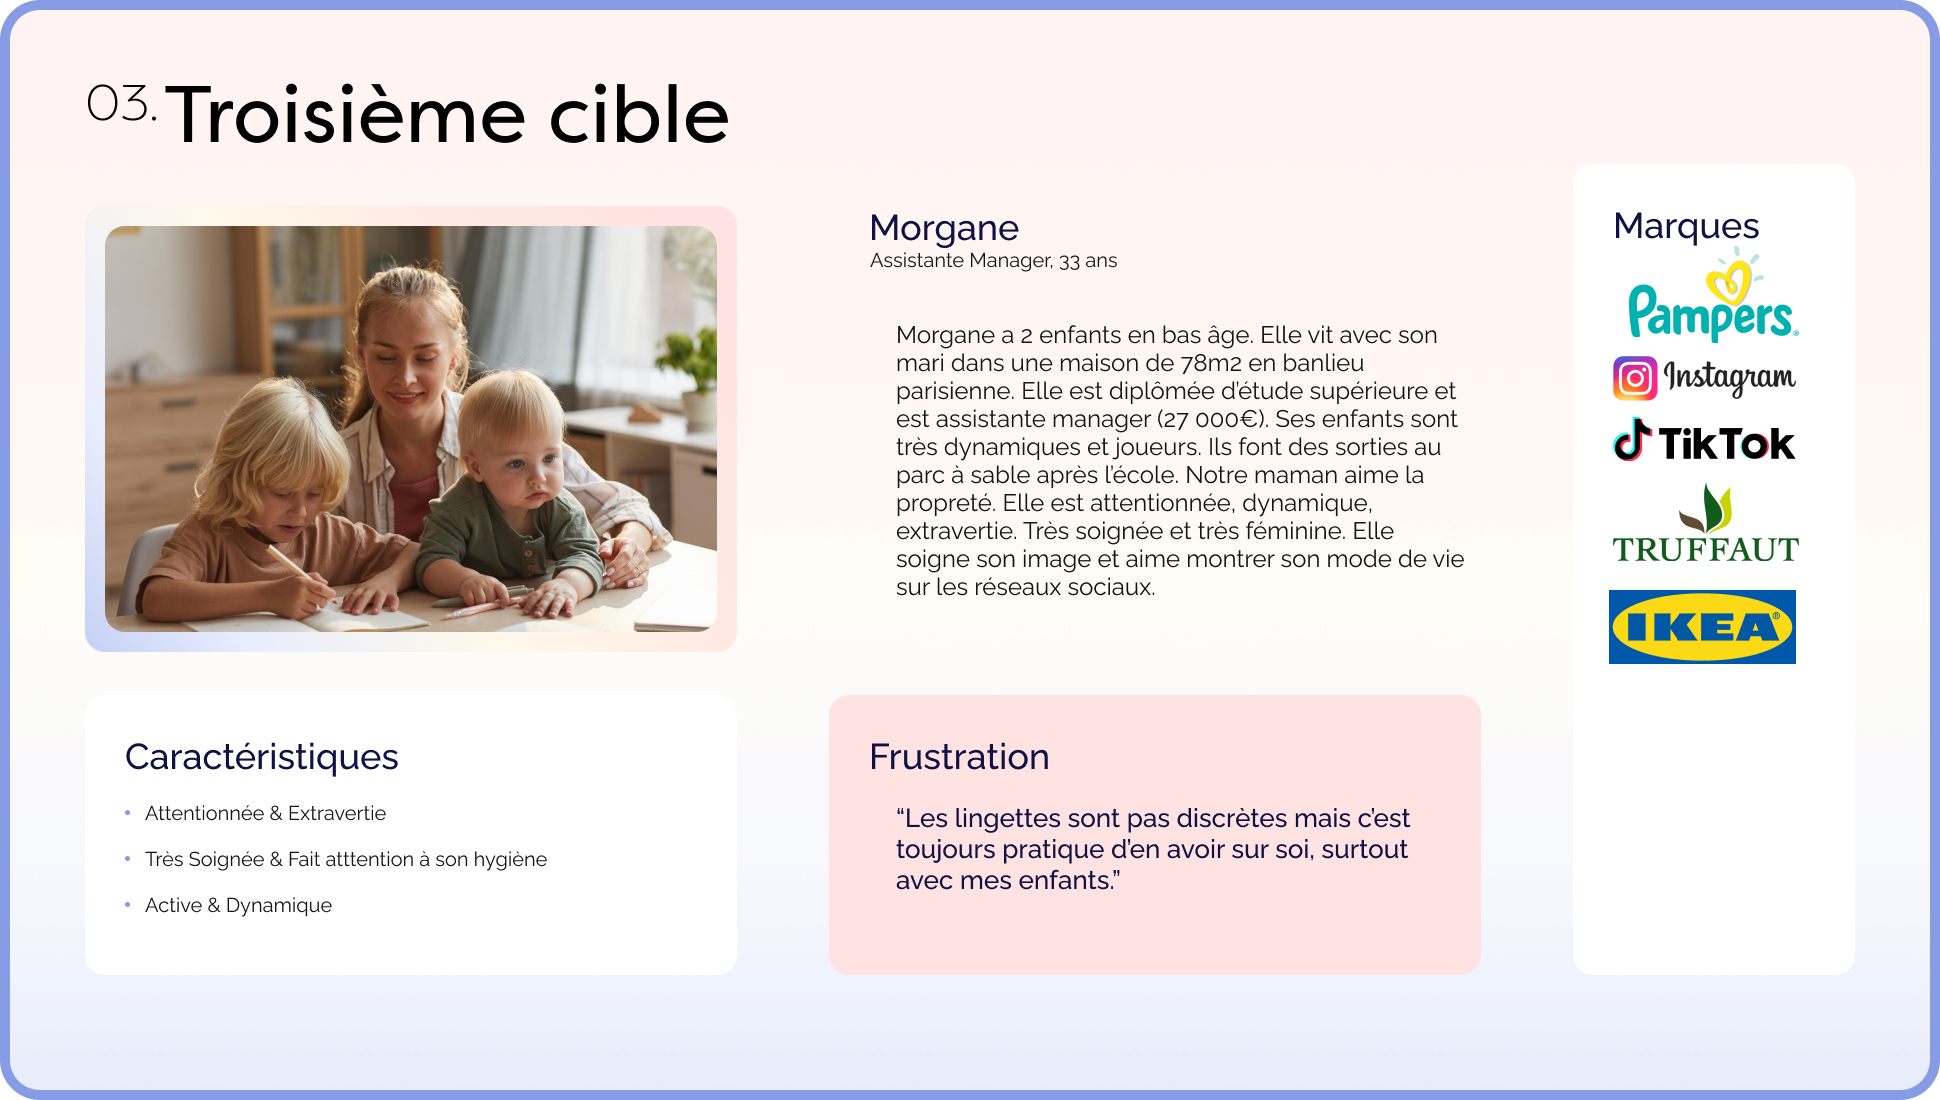 03. Troisième cible
Morgane
Assistante Manager, 33 ans
Morgane a 2 enfants en bas âge. Elle vit avec son
mari dans une maison de 78m2 en banlieu
parisienne. Elle est diplômée d'étude supérieure et
est assistante manager (27 000€). Ses enfants sont
très dynamiques et joueurs. Ils font des sorties au
parc à sable après l'école. Notre maman aime la
propreté. Elle est attentionnée, dynamique,
extravertie. Très soignée et très féminine. Elle
soigne son image et aime montrer son mode de vie
sur les réseaux sociaux.
Caractéristiques
• Attentionnée & Extravertie
• Très Soignée & Fait atttention à son hygiène
• Active & Dynamique
Frustration
“Les lingettes sont pas discrètes mais c'est
toujours pratique d'en avoir sur soi, surtout
avec mes enfants.”
Marques
Pampers®
Instagram
TikTok
TRUFFAUT
IKEA®